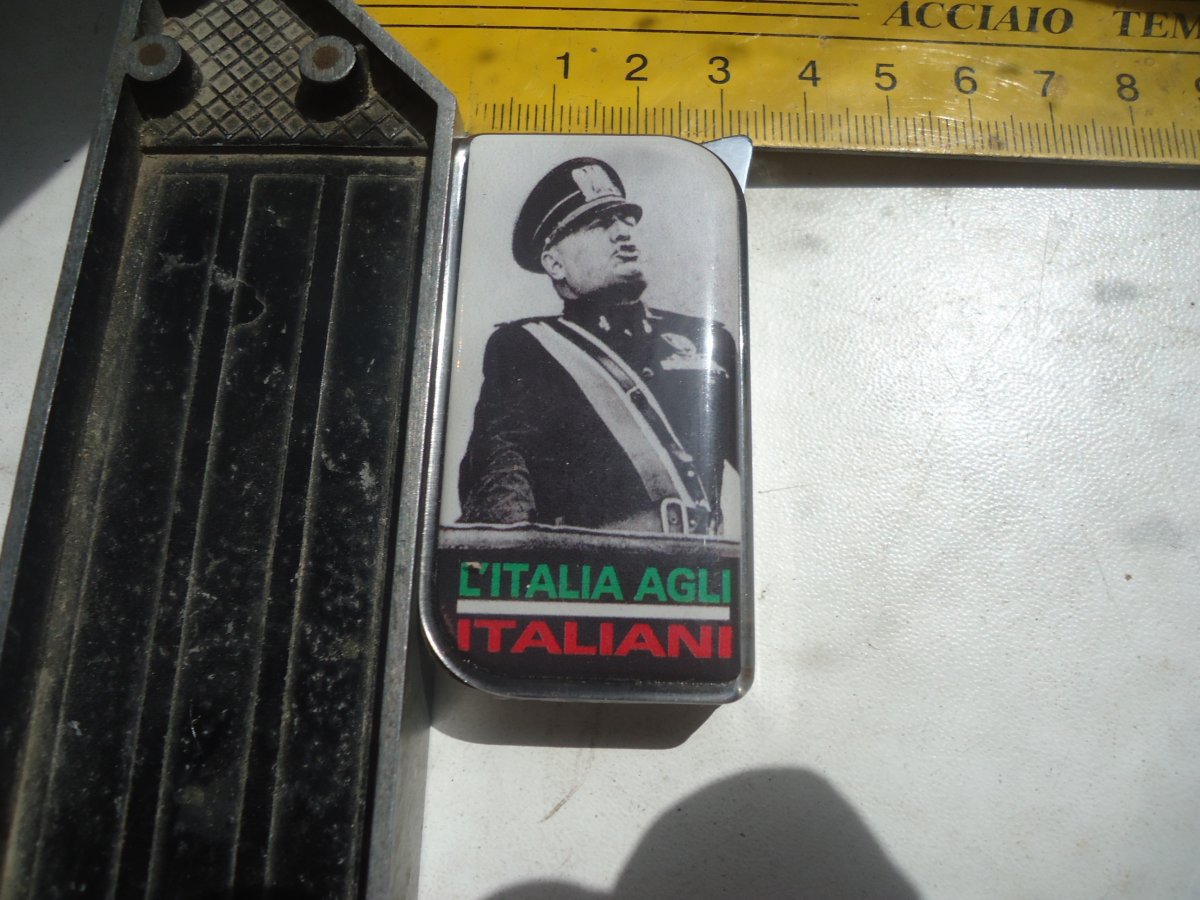 ACCIAIO TEM
1 2 3 4 5 6 7 8
L'ITALIA AGLI
ITALIANI